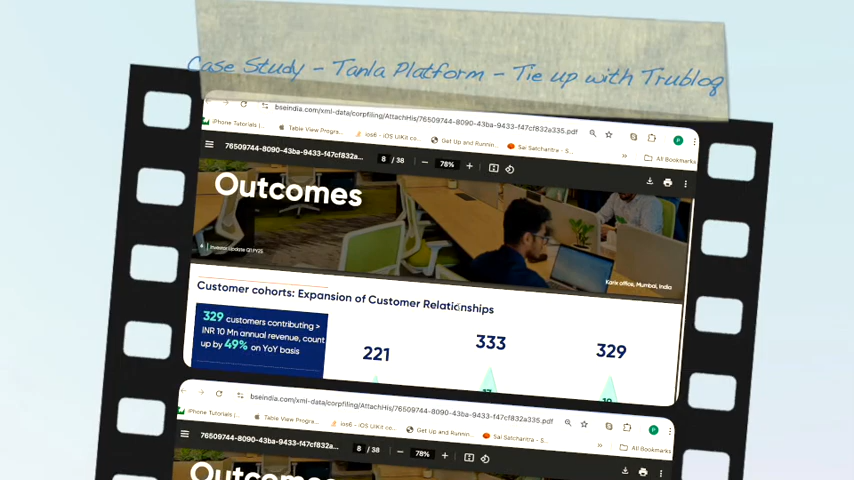 Case Study - Tanla Platform - Tie up with Trubloq
bseindia.com/xml-data/corpfiling/AttachHis/76509744-8090-43ba-9433-f47cf832a335.pdf
iPhone Tutorials |...
Table View Progra...
ios6 - iOS UIKit co...
Get Up and Runnin...
Sai Satcharitra - S...
All Bookmarks
76509744-8090-43ba-9433-f47cf832a...
8 / 38
78%
Outcomes
4 | Investor update Q1 FY25
Karix office, Mumbai, India
Customer cohorts: Expansion of Customer Relationships
329 customers contributing >
INR 10 Mn annual revenue, count
up by 49% on YoY basis
221
333
329
bseindia.com/xml-data/corpfiling/AttachHis/76509744-8090-43ba-9433-f47cf832a335.pdf
iPhone Tutorials |...
Table View Progra...
ios6 - iOS UIKit co...
Get Up and Runnin...
Sai Satcharitra - S...
All Bookmarks
76509744-8090-43ba-9433-f47cf832a...
8 / 38
78%
Outcomes